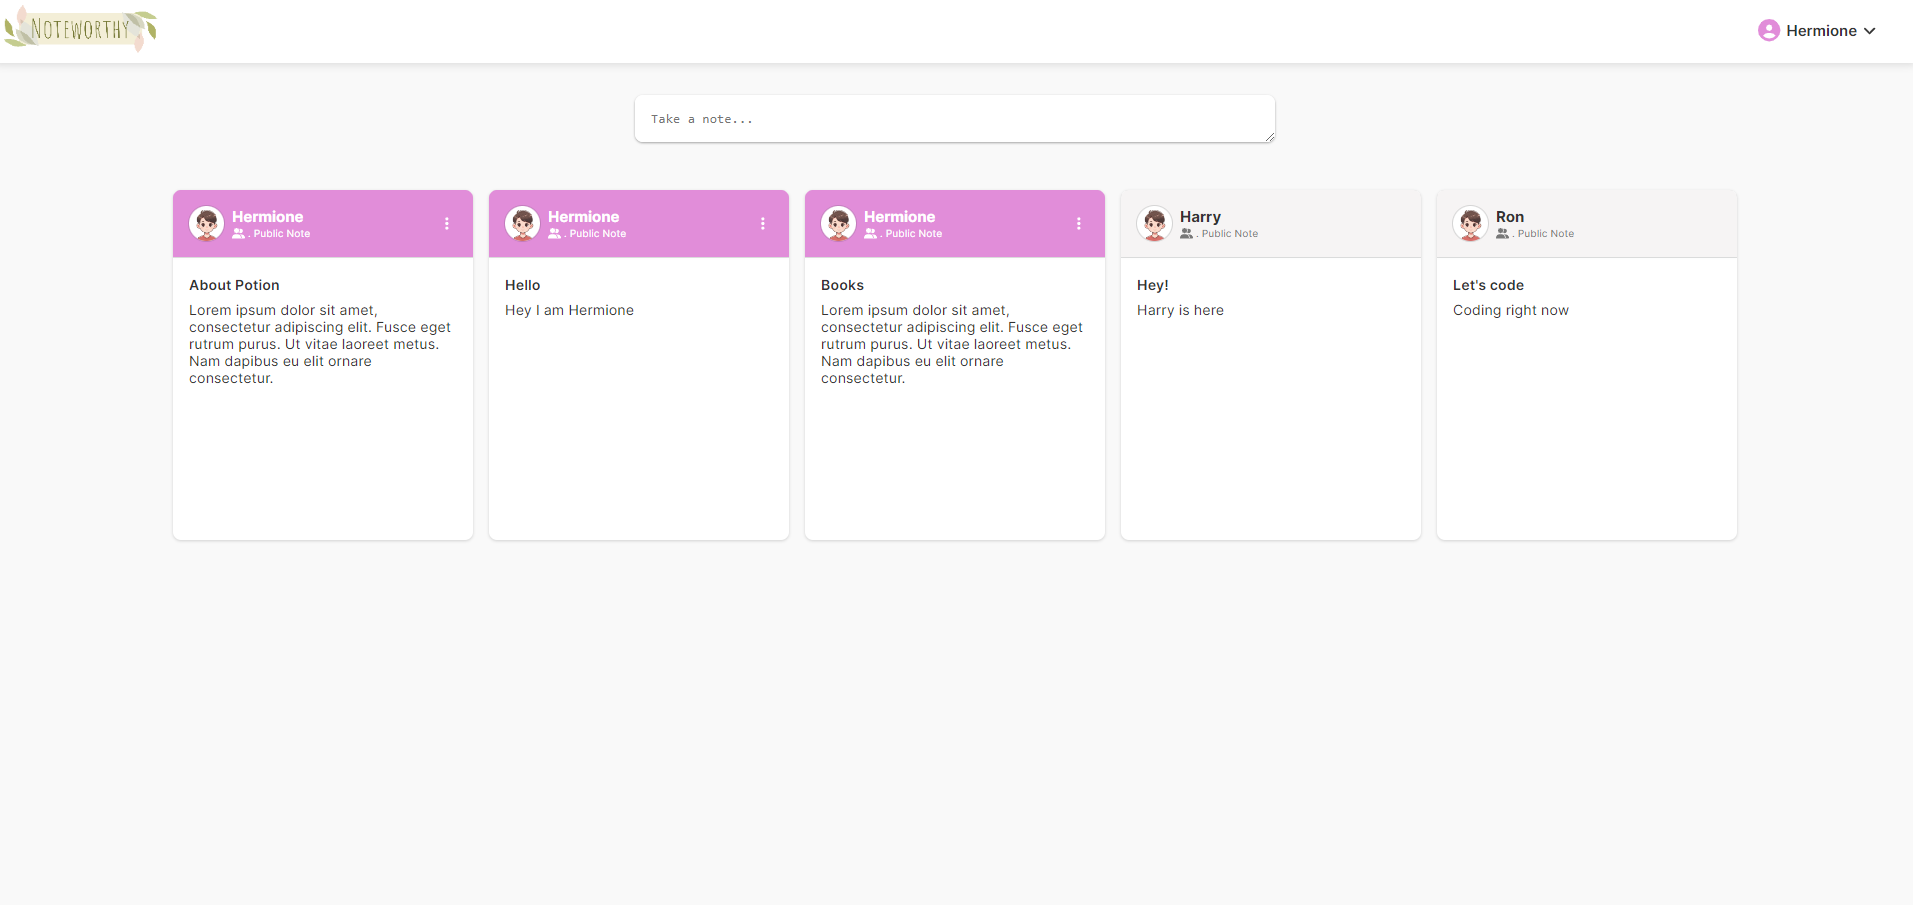 NOTEWORTHY
Hermione
Take a note...
Hermione
. Public Note
About Potion
Lorem ipsum dolor sit amet,
consectetur adipiscing elit. Fusce eget
rutrum purus. Ut vitae laoreet metus.
Nam dapibus eu elit ornare
consectetur.
Hermione
. Public Note
Hello
Hey I am Hermione
Hermione
. Public Note
Books
Lorem ipsum dolor sit amet,
consectetur adipiscing elit. Fusce eget
rutrum purus. Ut vitae laoreet metus.
Nam dapibus eu elit ornare
consectetur.
Harry
. Public Note
Hey!
Harry is here
Ron
. Public Note
Let's code
Coding right now